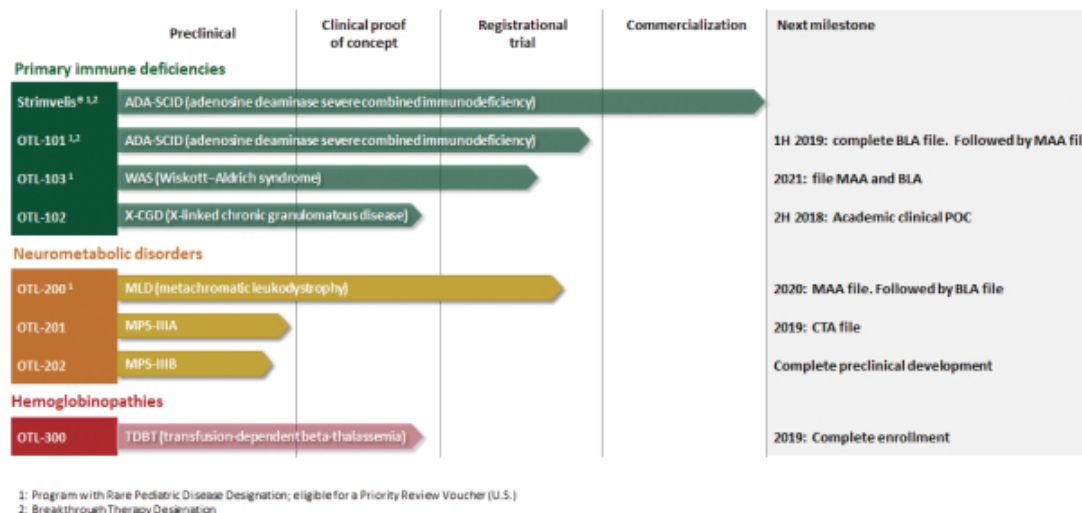 Preclinical
Clinical proof
of concept
Registrational
trial
Commercialization
Next milestone
Primary immune deficiencies
Strimvelis® 1,2 ADA-SCID (adenosine deaminase severe combined immunodeficiency)
OTL-101 1,2 ADA-SCID (adenosine deaminase severe combined immunodeficiency) 1H 2019: complete BLA file. Followed by MAA fil
OTL-103 1 WAS (Wiskott–Aldrich syndrome) 2021: file MAA and BLA
OTL-102 X-CGD (X-linked chronic granulomatous disease) 2H 2018: Academic clinical POC
Neurometabolic disorders
OTL-200 1 MLD (metachromatic leukodystrophy) 2020: MAA file. Followed by BLA file
OTL-201 MPS-IIIA 2019: CTA file
OTL-202 MPS-IIIB Complete preclinical development
Hemoglobinopathies
OTL-300 TDBT (transfusion-dependent beta-thalassemia) 2019: Complete enrollment
1: Program with Rare Pediatric Disease Designation; eligible for a Priority Review Voucher (U.S.)
2: Breakthrough Therapy Designation